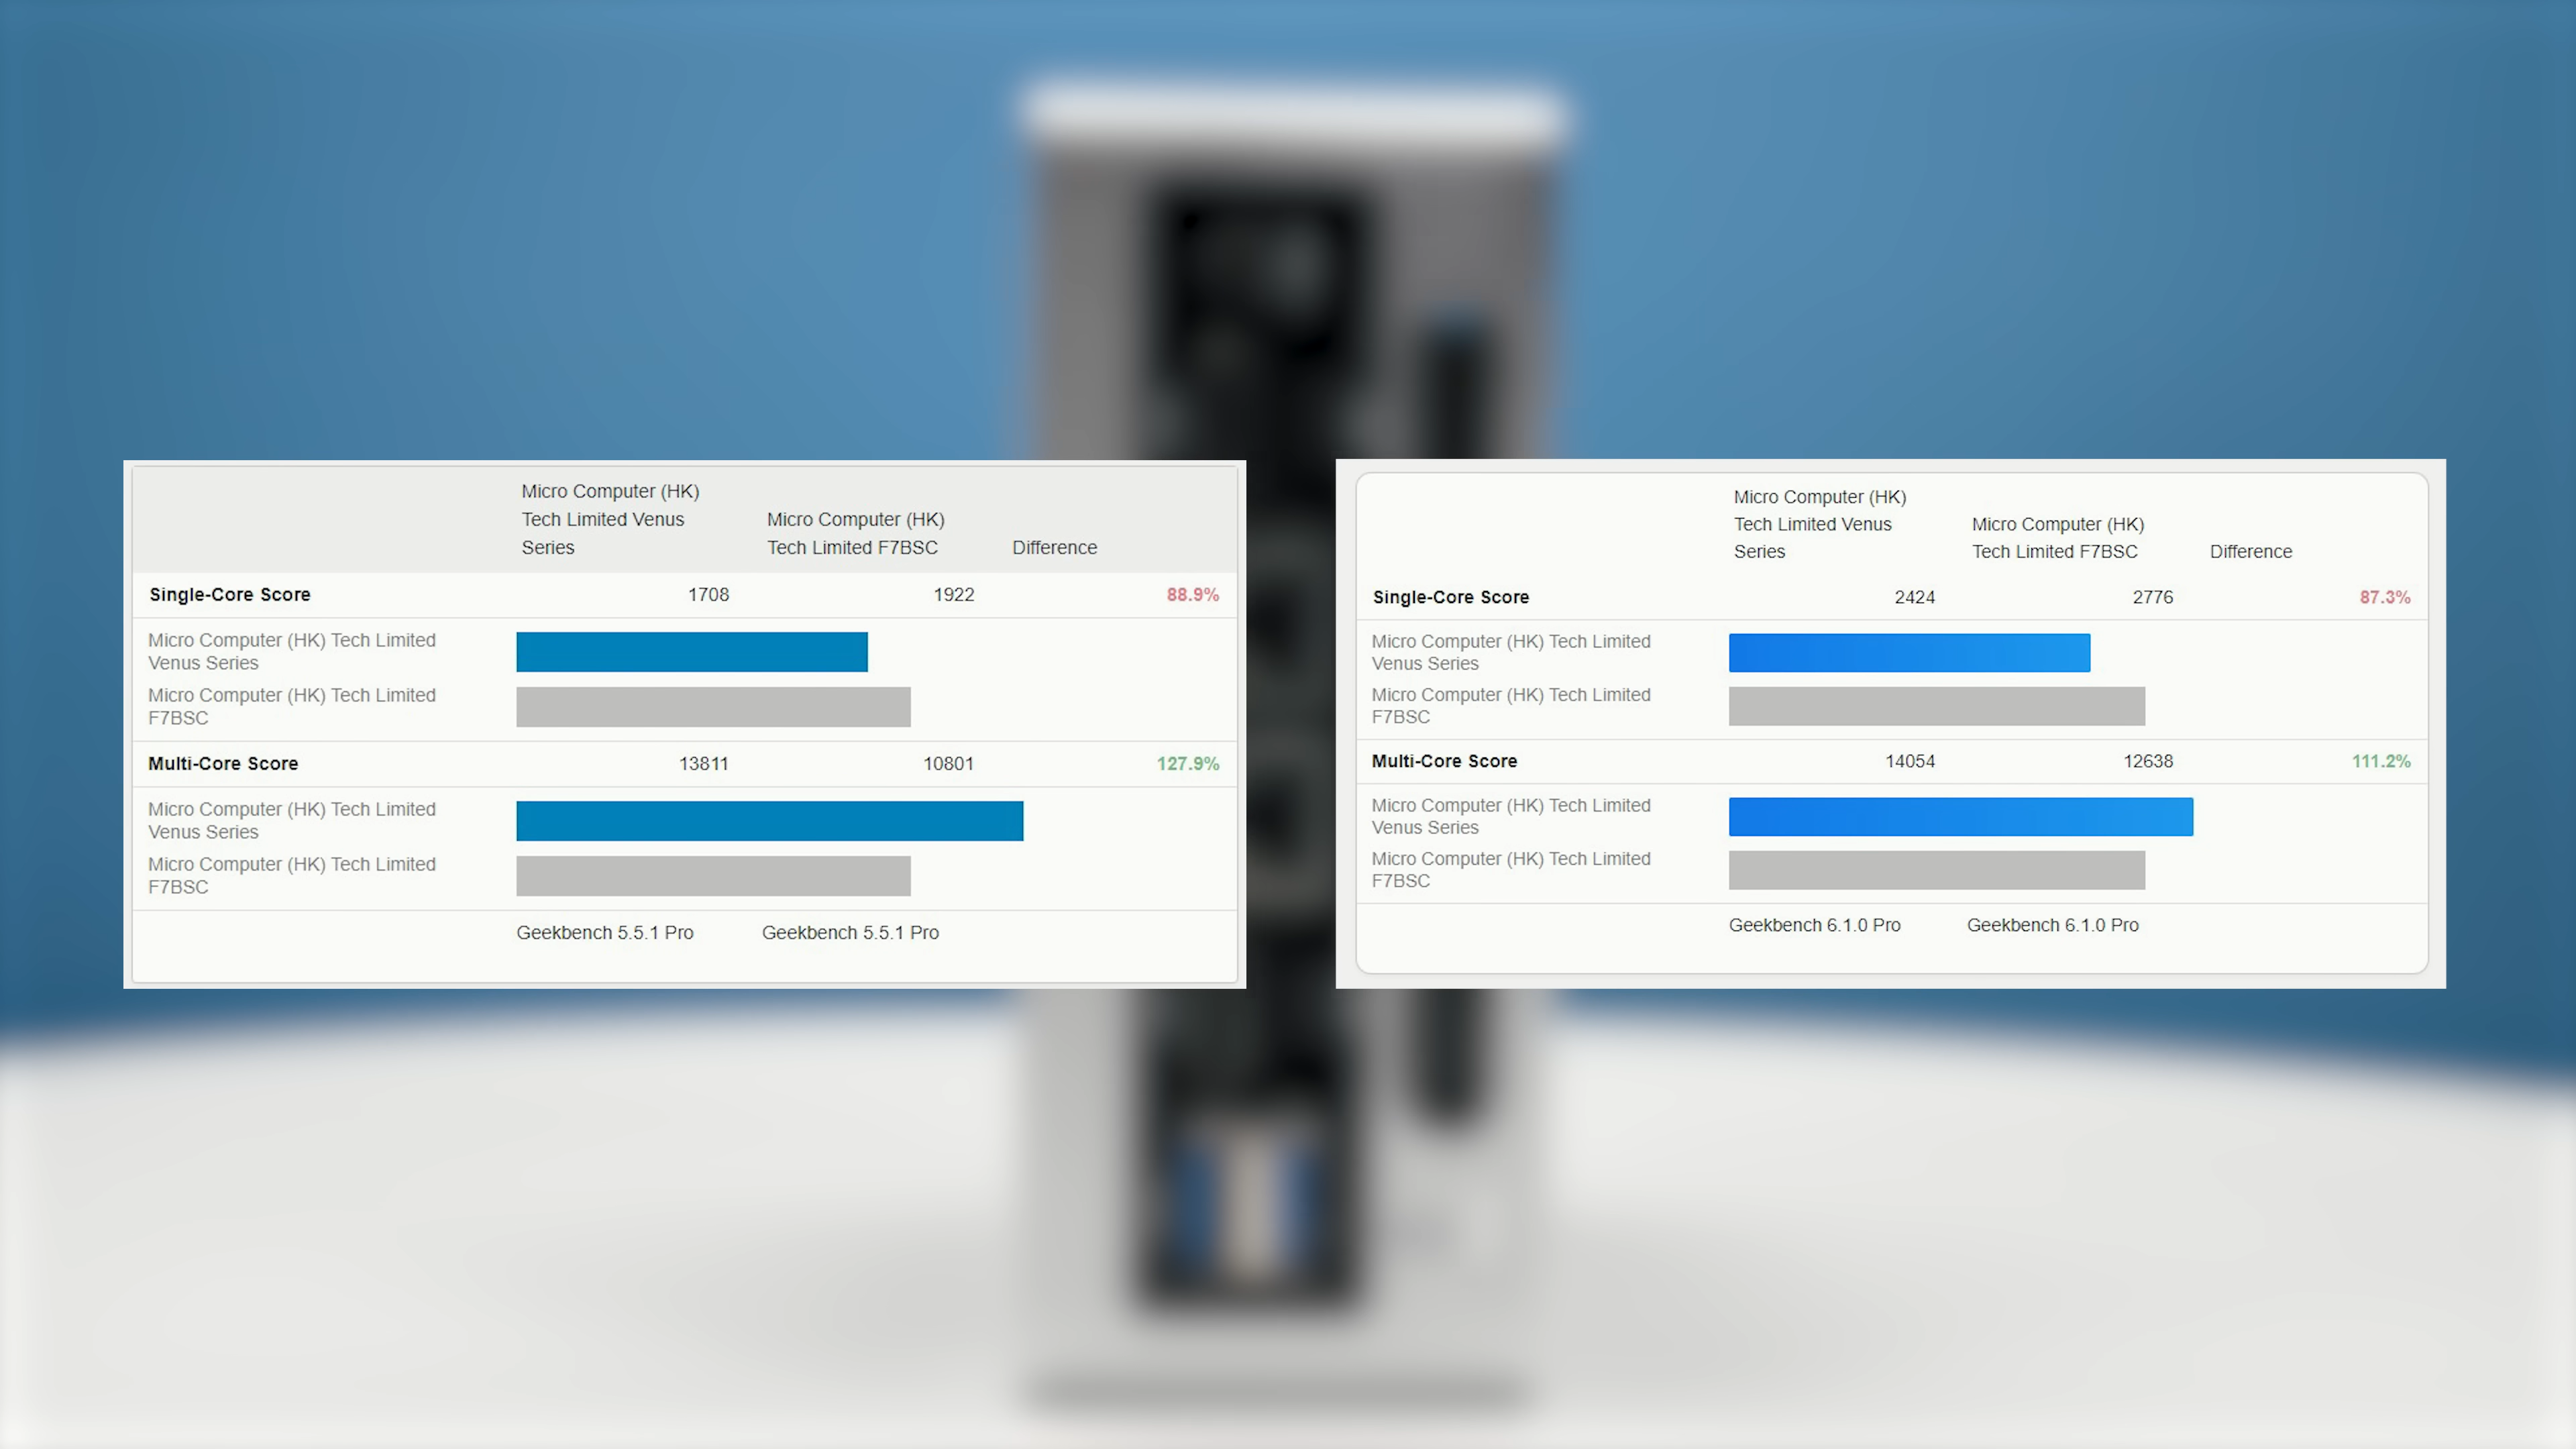 Micro Computer (HK)
Tech Limited Venus
Series
Micro Computer (HK)
Tech Limited F7BSC
Difference
Single-Core Score 1708 1922 88.9%
Micro Computer (HK) Tech Limited
Venus Series
Micro Computer (HK) Tech Limited
F7BSC
Multi-Core Score 13811 10801 127.9%
Micro Computer (HK) Tech Limited
Venus Series
Micro Computer (HK) Tech Limited
F7BSC
Geekbench 5.5.1 Pro Geekbench 5.5.1 Pro
Micro Computer (HK)
Tech Limited Venus
Series
Micro Computer (HK)
Tech Limited F7BSC
Difference
Single-Core Score 2424 2776 87.3%
Micro Computer (HK) Tech Limited
Venus Series
Micro Computer (HK) Tech Limited
F7BSC
Multi-Core Score 14054 12638 111.2%
Micro Computer (HK) Tech Limited
Venus Series
Micro Computer (HK) Tech Limited
F7BSC
Geekbench 6.1.0 Pro Geekbench 6.1.0 Pro